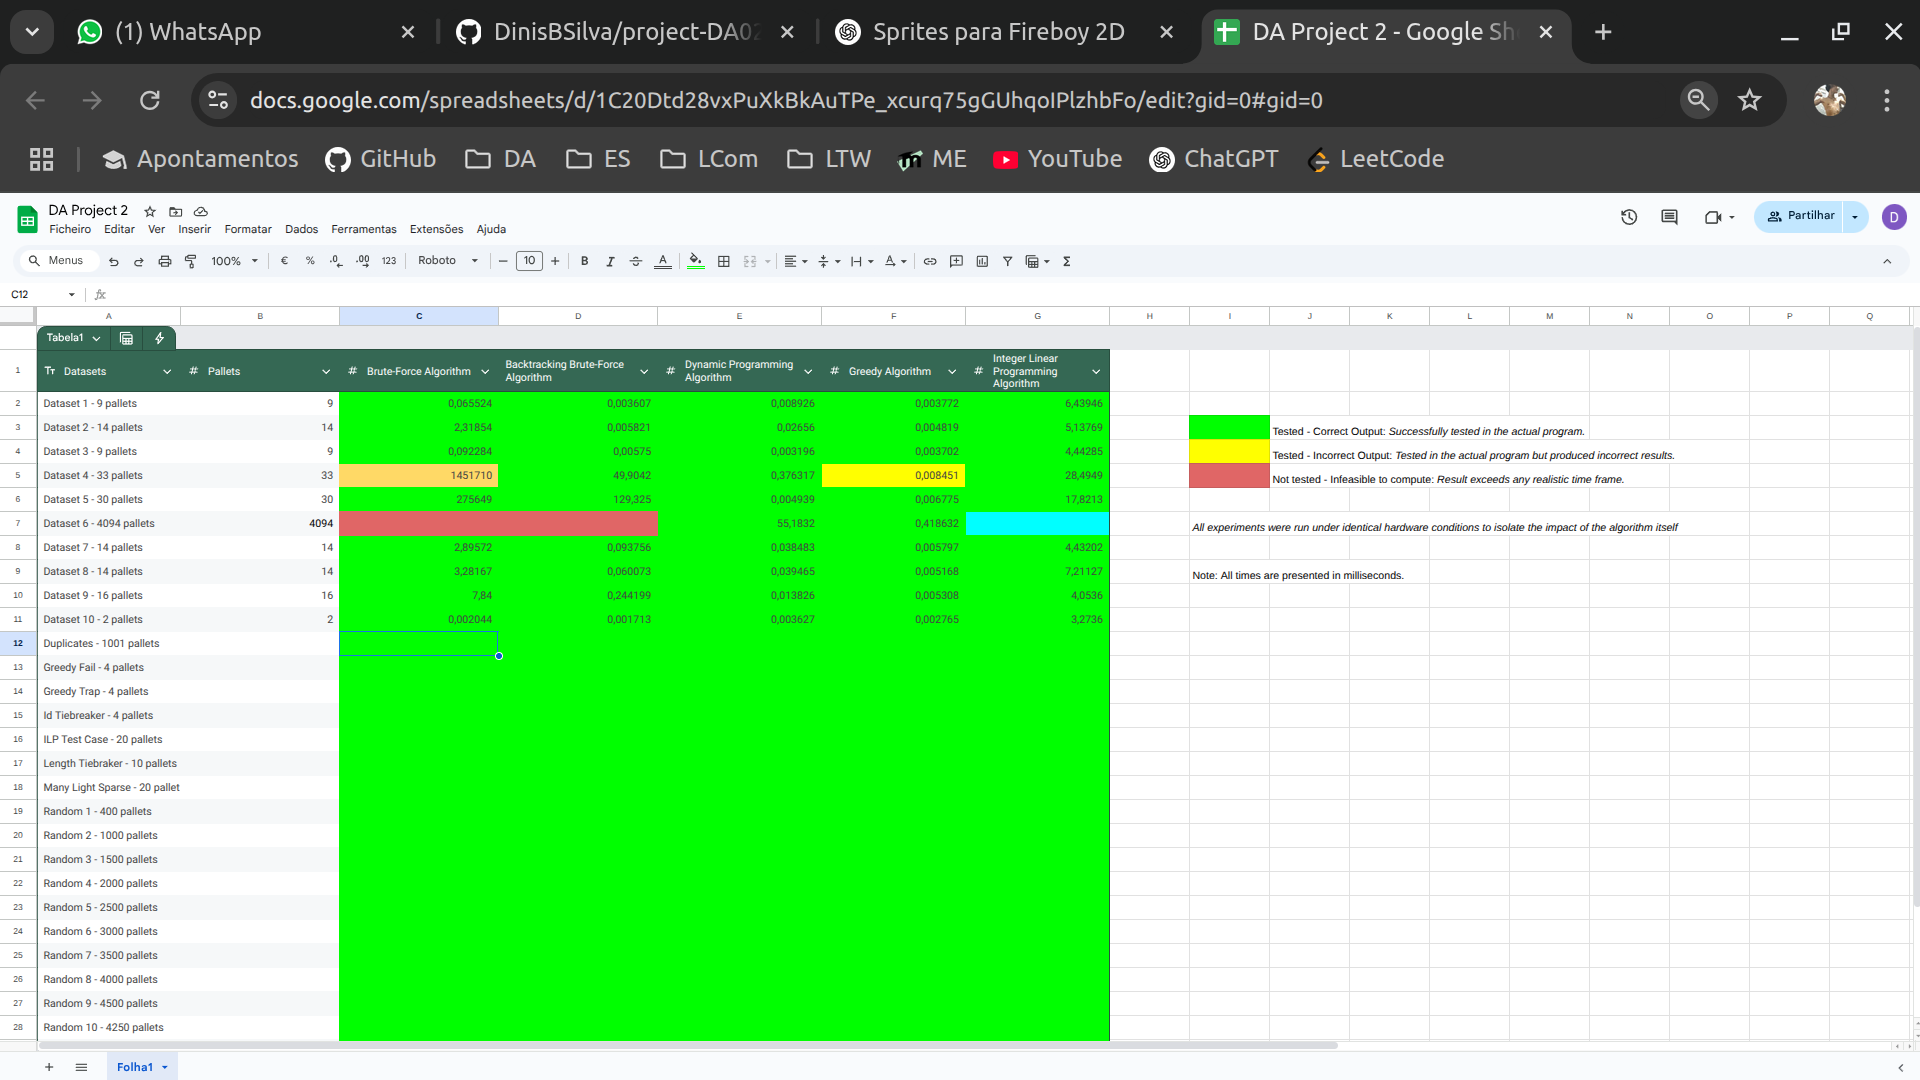 (1) WhatsApp
DinisBSilva/project-DA02
Sprites para Fireboy 2D
DA Project 2 - Google Sh
docs.google.com/spreadsheets/d/1C20Dtd28vxPuXkBkAuTPe_xcurq75gGUhqoIPlzhbFo/edit?gid=0#gid=0
Apontamentos GitHub DA ES LCom LTW ME YouTube ChatGPT LeetCode
DA Project 2
Ficheiro Editar Ver Inserir Formatar Dados Ferramentas Extensões Ajuda
Partilhar
D
Menus 100% € % .0 .00 123 Roboto 10 B I A
C12
A B C D E F G H I J K L M N O P Q
Tabela1
1 Datasets # Pallets # Brute-Force Algorithm Backtracking Brute-Force Algorithm # Dynamic Programming Algorithm # Greedy Algorithm # Integer Linear Programming Algorithm
2 Dataset 1 - 9 pallets 9 0,065524 0,003607 0,008926 0,003772 6,43946
3 Dataset 2 - 14 pallets 14 2,31854 0,005821 0,02656 0,004819 5,13769 Tested - Correct Output: Successfully tested in the actual program.
4 Dataset 3 - 9 pallets 9 0,092284 0,00575 0,003196 0,003702 4,44285 Tested - Incorrect Output: Tested in the actual program but produced incorrect results.
5 Dataset 4 - 33 pallets 33 1451710 49,9042 0,376317 0,008451 28,4949 Not tested - Infeasible to compute: Result exceeds any realistic time frame.
6 Dataset 5 - 30 pallets 30 275649 129,325 0,004939 0,006775 17,8213
7 Dataset 6 - 4094 pallets 4094 55,1832 0,418632 All experiments were run under identical hardware conditions to isolate the impact of the algorithm itself
8 Dataset 7 - 14 pallets 14 2,89572 0,093756 0,038483 0,005797 4,43202
9 Dataset 8 - 14 pallets 14 3,28167 0,060073 0,039465 0,005168 7,21127 Note: All times are presented in milliseconds.
10 Dataset 9 - 16 pallets 16 7,84 0,244199 0,013826 0,005308 4,0536
11 Dataset 10 - 2 pallets 2 0,002044 0,001713 0,003627 0,002765 3,2736
12 Duplicates - 1001 pallets
13 Greedy Fail - 4 pallets
14 Greedy Trap - 4 pallets
15 Id Tiebreaker - 4 pallets
16 ILP Test Case - 20 pallets
17 Length Tiebraker - 10 pallets
18 Many Light Sparse - 20 pallet
19 Random 1 - 400 pallets
20 Random 2 - 1000 pallets
21 Random 3 - 1500 pallets
22 Random 4 - 2000 pallets
23 Random 5 - 2500 pallets
24 Random 6 - 3000 pallets
25 Random 7 - 3500 pallets
26 Random 8 - 4000 pallets
27 Random 9 - 4500 pallets
28 Random 10 - 4250 pallets
Folha1